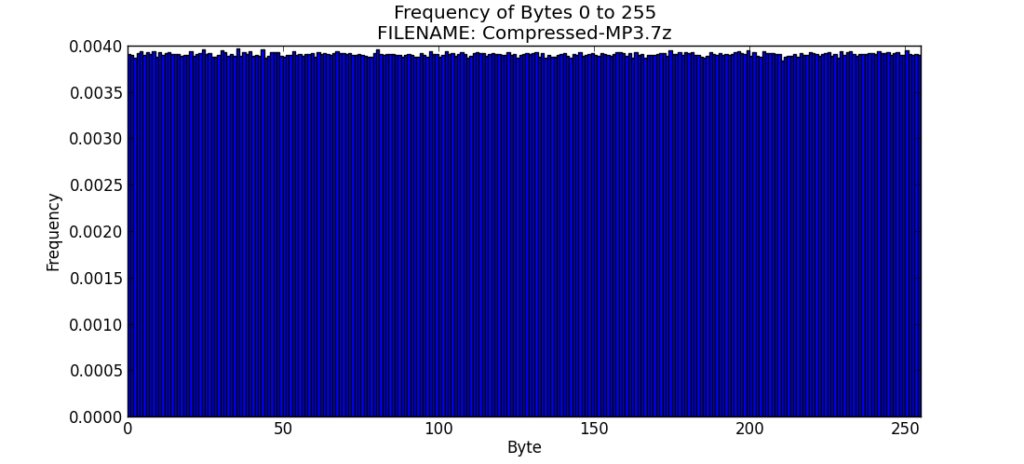 Frequency of Bytes 0 to 255
FILENAME: Compressed-MP3.7z
0.0040
0.0035
0.0030
0.0025
0.0020
0.0015
0.0010
0.0005
0.0000
Frequency
0 50 100 150 200 250
Byte